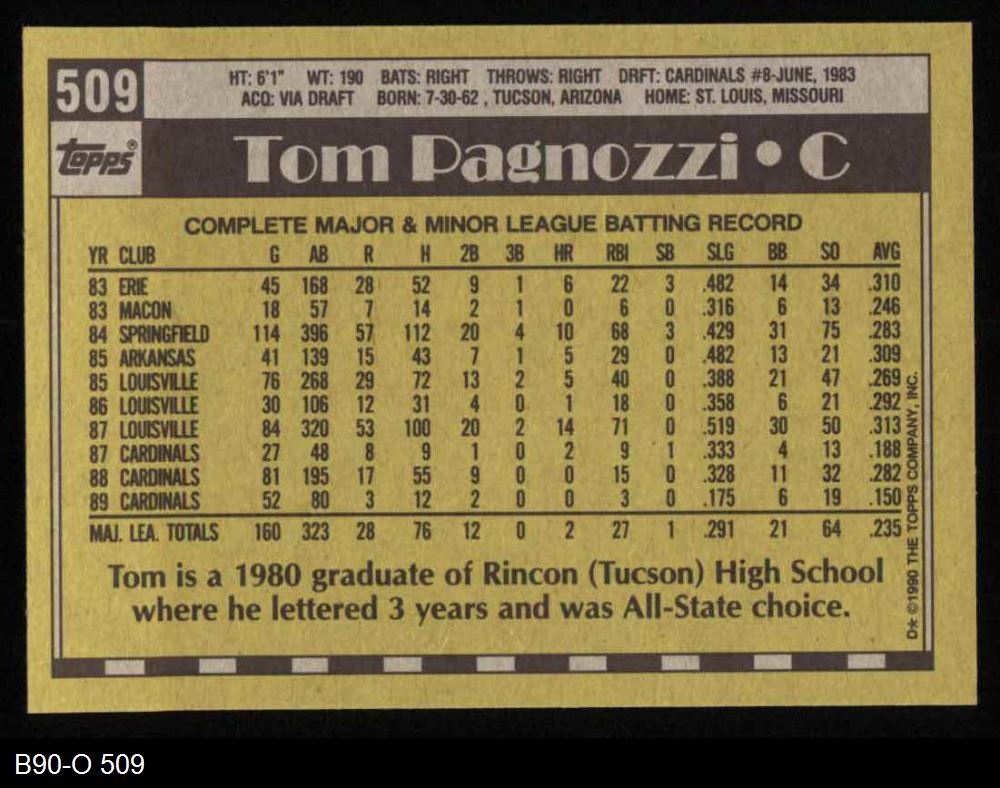 509
HT: 6'1" WT: 190 BATS: RIGHT THROWS: RIGHT DRFT: CARDINALS #8-JUNE, 1983
ACQ: VIA DRAFT BORN: 7-30-62 , TUCSON, ARIZONA HOME: ST. LOUIS, MISSOURI
topps®
Tom Pagnozzi • C
COMPLETE MAJOR & MINOR LEAGUE BATTING RECORD
YR CLUB G AB R H 2B 3B HR RBI SB SLG BB SO AVG
83 ERIE 45 168 28 52 9 1 6 22 3 .482 14 34 .310
83 MACON 18 57 7 14 2 1 0 6 0 .316 6 13 .246
84 SPRINGFIELD 114 396 57 112 20 4 10 68 3 .429 31 75 .283
85 ARKANSAS 41 139 15 43 7 1 5 29 0 .482 13 21 .309
85 LOUISVILLE 76 268 29 72 13 2 5 40 0 .388 21 47 .269
86 LOUISVILLE 30 106 12 31 4 0 1 18 0 .358 6 21 .292
87 LOUISVILLE 84 320 53 100 20 2 14 71 0 .519 30 50 .313
87 CARDINALS 27 48 8 9 1 0 2 9 1 .333 4 13 .188
88 CARDINALS 81 195 17 55 9 0 0 15 0 .328 11 32 .282
89 CARDINALS 52 80 3 12 2 0 0 3 0 .175 6 19 .150
MAJ. LEA. TOTALS 160 323 28 76 12 0 2 27 1 .291 21 64 .235
Tom is a 1980 graduate of Rincon (Tucson) High School
where he lettered 3 years and was All-State choice.
D* ©1990 THE TOPPS COMPANY, INC.
B90-O 509